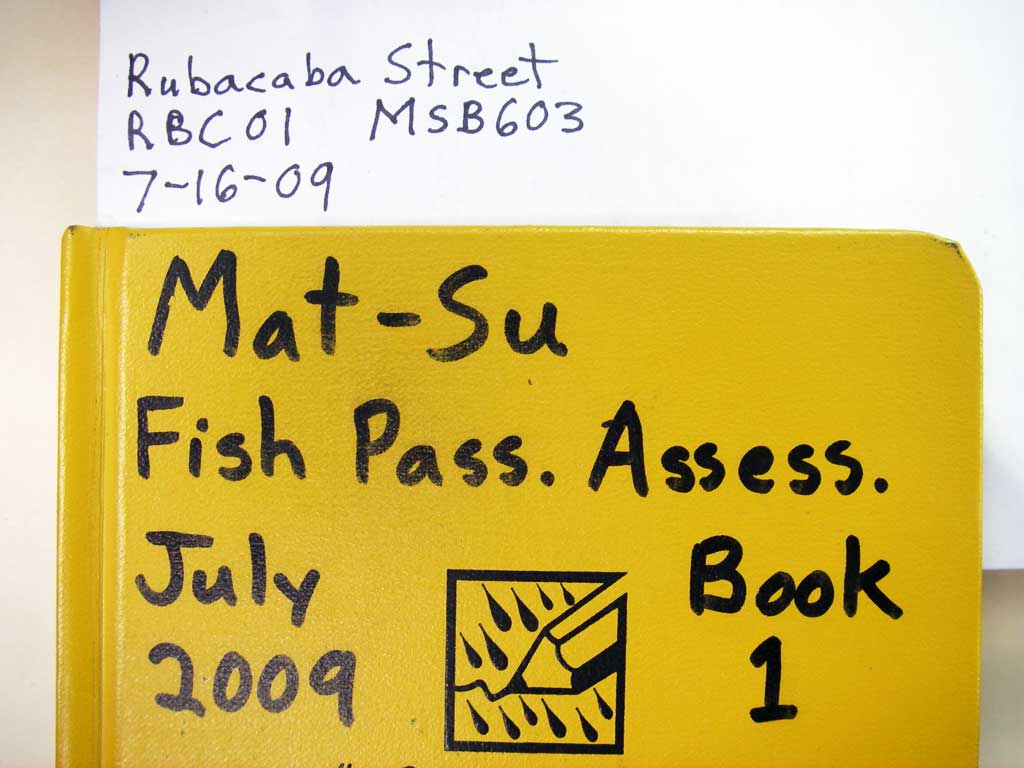 Rubacaba Street
RBC01 MSB603
7-16-09
Mat-Su
Fish Pass. Assess.
July Book
2009 1